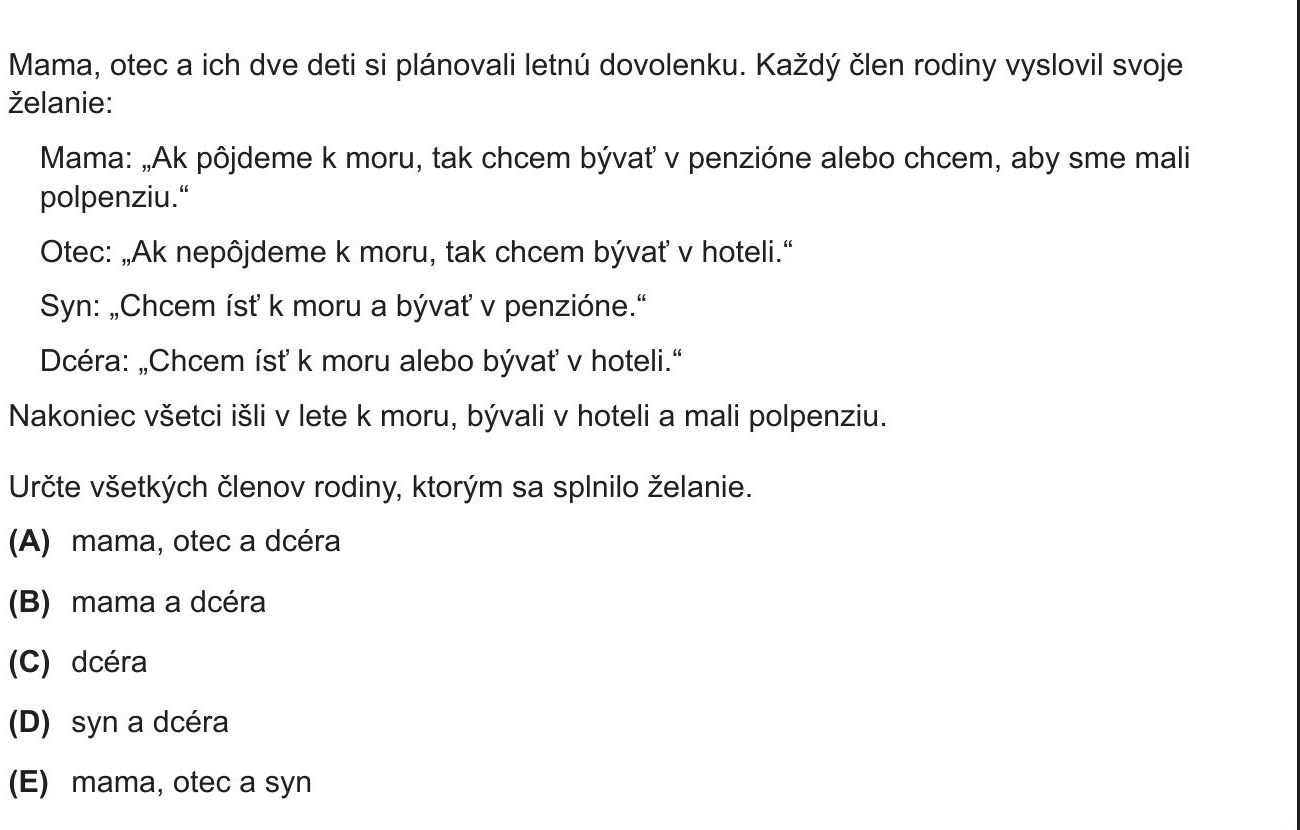 Mama, otec a ich dve deti si plánovali letnú dovolenku. Každý člen rodiny vyslovil svoje
želanie:
Mama: „Ak pôjdeme k moru, tak chcem bývať v penzióne alebo chcem, aby sme mali
polpenziu.“
Otec: „Ak nepôjdeme k moru, tak chcem bývať v hoteli.“
Syn: „Chcem ísť k moru a bývať v penzióne.“
Dcéra: „Chcem ísť k moru alebo bývať v hoteli.“
Nakoniec všetci išli v lete k moru, bývali v hoteli a mali polpenziu.
Určte všetkých členov rodiny, ktorým sa splnilo želanie.
(A) mama, otec a dcéra
(B) mama a dcéra
(C) dcéra
(D) syn a dcéra
(E) mama, otec a syn